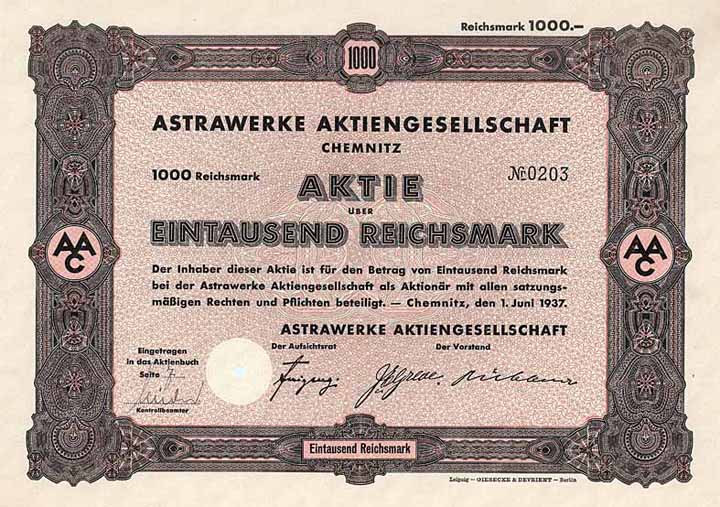 Reichsmark 1000.–
1000
ASTRAWERKE AKTIENGESELLSCHAFT
CHEMNITZ
1000 Reichsmark
AKTIE
№ 0203
ÜBER
EINTAUSEND REICHSMARK
AAC
AAC
Der Inhaber dieser Aktie ist für den Betrag von Eintausend Reichsmark
bei der Astrawerke Aktiengesellschaft als Aktionär mit allen satzungs-
mäßigen Rechten und Pflichten beteiligt. — Chemnitz, den 1. Juni 1937.
ASTRAWERKE AKTIENGESELLSCHAFT
Der Aufsichtsrat
Der Vorstand
Eingetragen
in das Aktienbuch
Seite 7
Kontrollbeamter
Eintausend Reichsmark
Leipzig – GIESECKE & DEVRIENT – Berlin